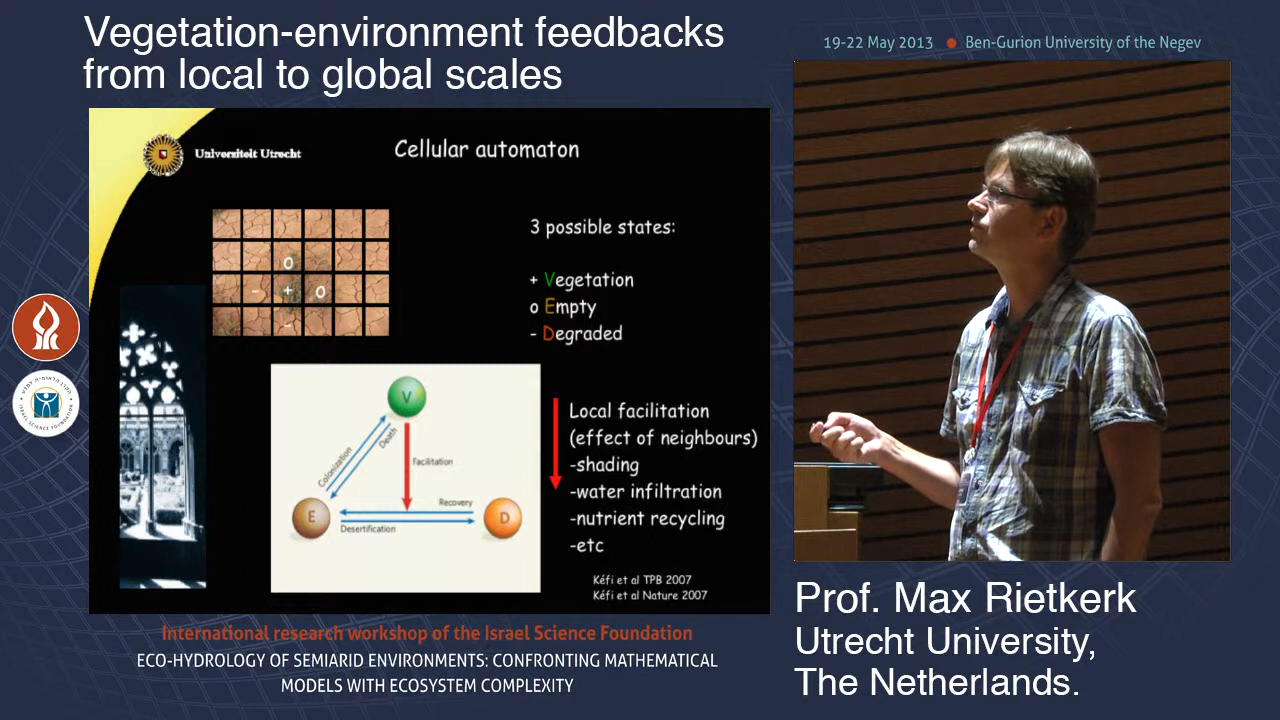 Vegetation-environment feedbacks
from local to global scales
19-22 May 2013 ● Ben-Gurion University of the Negev
Universiteit Utrecht
Cellular automaton
o
- + o
-
3 possible states:
+ Vegetation
o Empty
- Degraded
V
Colonization
Death
Facilitation
E
Recovery
D
Desertification
Local facilitation
(effect of neighbours)
-shading
-water infiltration
-nutrient recycling
-etc
Kéfi et al TPB 2007
Kéfi et al Nature 2007
International research workshop of the Israel Science Foundation
ECO-HYDROLOGY OF SEMIARID ENVIRONMENTS: CONFRONTING MATHEMATICAL
MODELS WITH ECOSYSTEM COMPLEXITY
Prof. Max Rietkerk
Utrecht University,
The Netherlands.
ISRAEL SCIENCE FOUNDATION